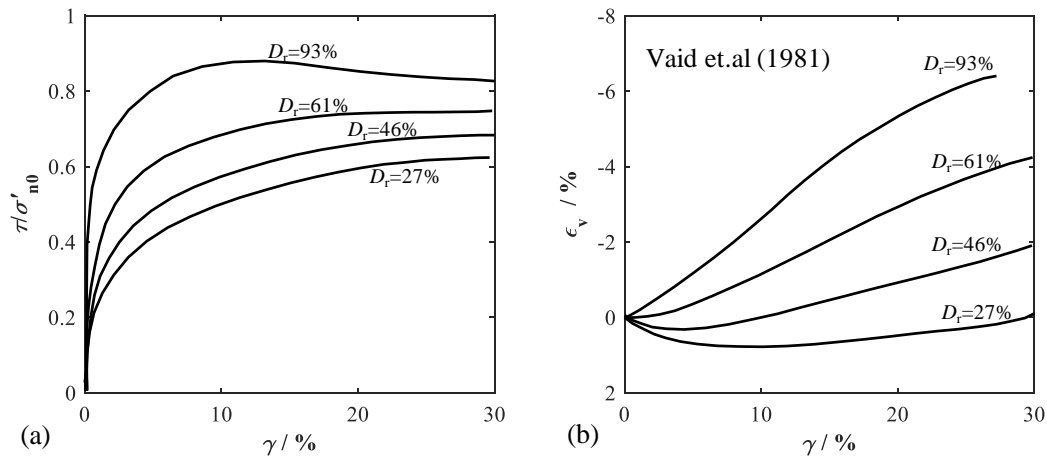 1
0.8
0.6
0.4
0.2
0
τ/σ′n0
Dr=93%
Dr=61%
Dr=46%
Dr=27%
0
10
20
30
γ / %
(a)
-8
-6
-4
-2
0
2
ϵv / %
Vaid et.al (1981)
Dr=93%
Dr=61%
Dr=46%
Dr=27%
0
10
20
30
γ / %
(b)